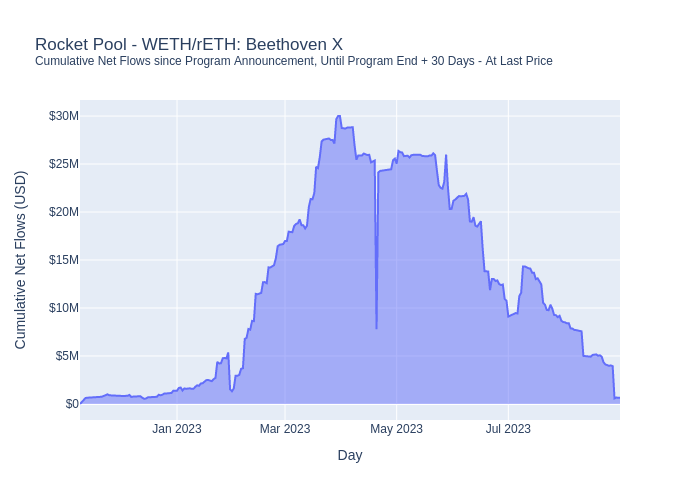 Rocket Pool - WETH/rETH: Beethoven X
Cumulative Net Flows since Program Announcement, Until Program End + 30 Days - At Last Price
Cumulative Net Flows (USD)
$30M
$25M
$20M
$15M
$10M
$5M
$0
Jan 2023
Mar 2023
May 2023
Jul 2023
Day